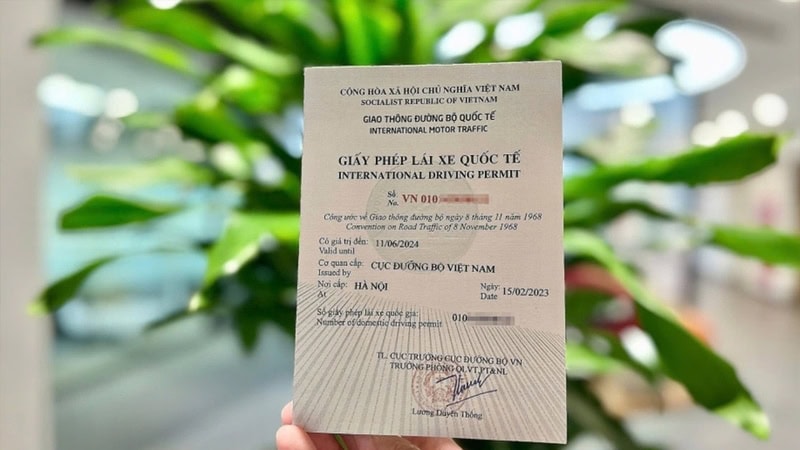 CỘNG HÒA XÃ HỘI CHỦ NGHĨA VIỆT NAM
SOCIALIST REPUBLIC OF VIETNAM
GIAO THÔNG ĐƯỜNG BỘ QUỐC TẾ
INTERNATIONAL MOTOR TRAFFIC
GIẤY PHÉP LÁI XE QUỐC TẾ
INTERNATIONAL DRIVING PERMIT
Số
No. VN 010
Công ước về Giao thông đường bộ ngày 8 tháng 11 năm 1968
Convention on Road Traffic of 8 November 1968
Có giá trị đến: 11/06/2024
Valid until
Cơ quan cấp: CỤC ĐƯỜNG BỘ VIỆT NAM
Issued by
Nơi cấp: HÀ NỘI Ngày: 15/02/2023
At Date
Số giấy phép lái xe quốc gia: 010
Number of domestic driving permit
TL. CỤC TRƯỞNG CỤC ĐƯỜNG BỘ VN
TRƯỞNG PHÒNG QLVT,PT&NL
Lương Duyên Thống